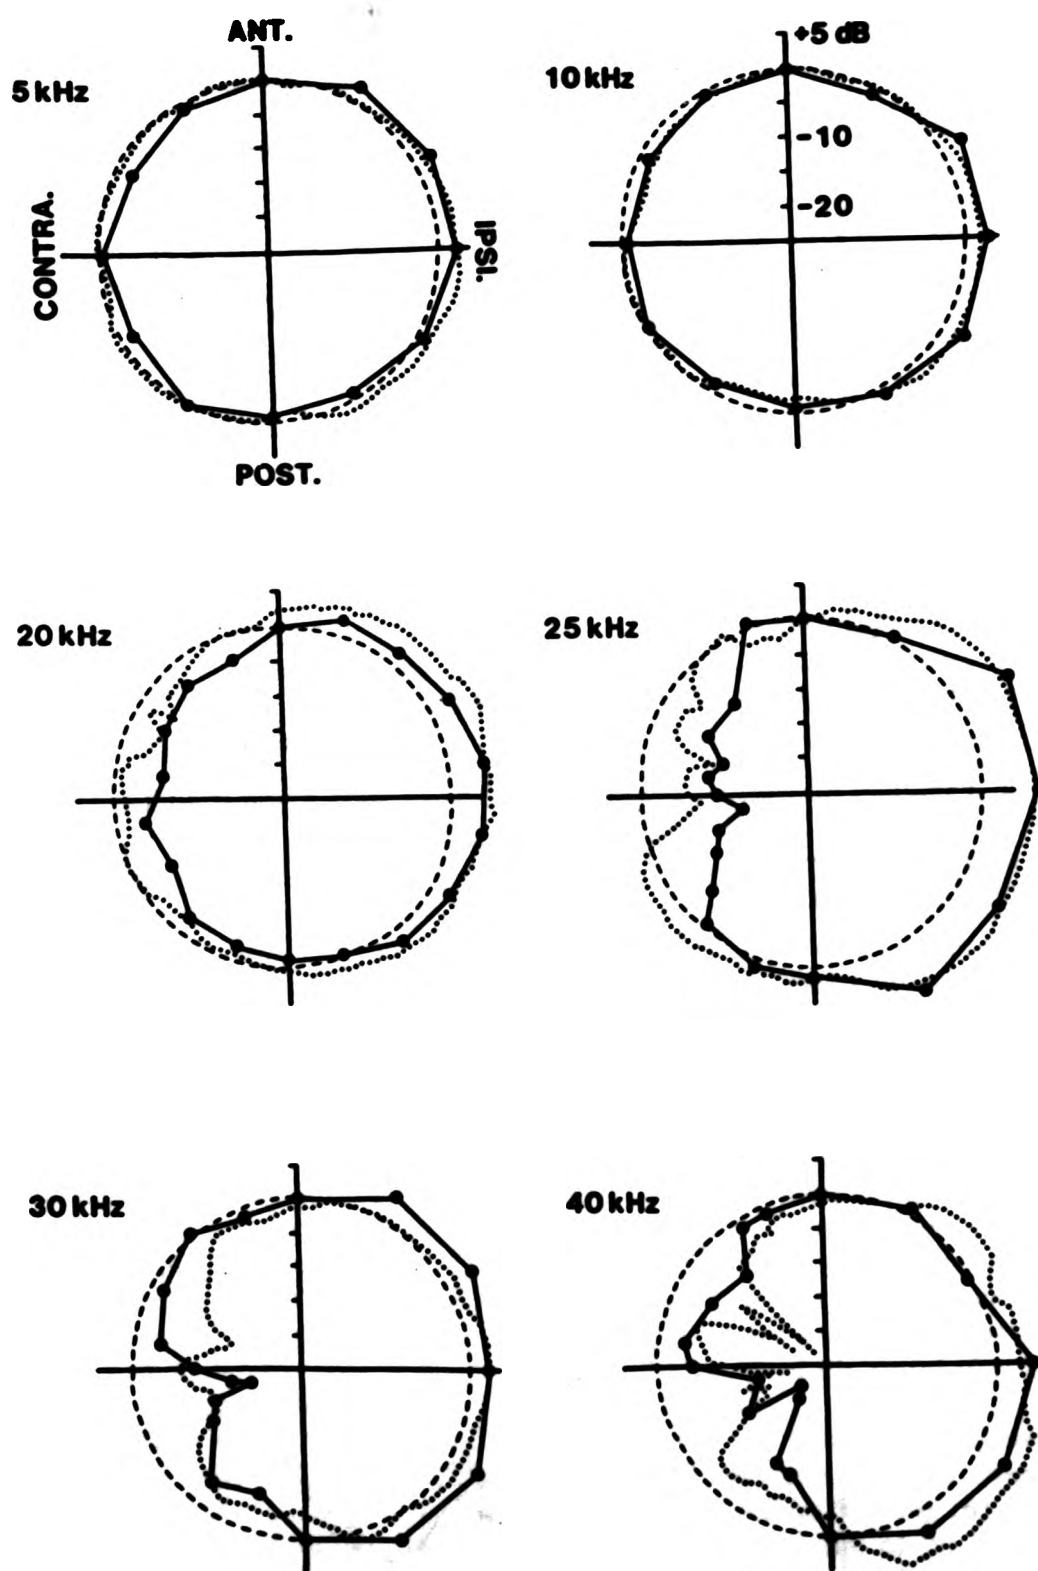 ANT.
5 kHz
CONTRA.
IPSI.
POST.
10 kHz
+5 dB
-10
-20
20 kHz
25 kHz
30 kHz
40 kHz